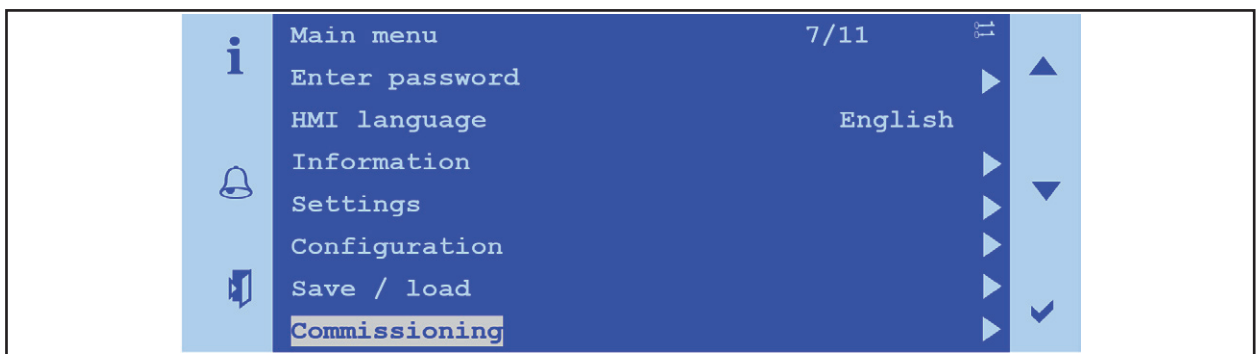 Main menu 7/11
Enter password
HMI language English
Information
Settings
Configuration
Save / load
Commissioning